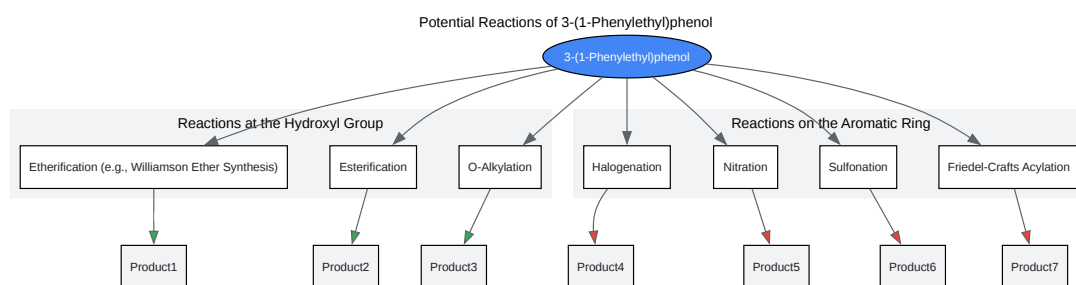 Potential Reactions of 3-(1-Phenylethyl)phenol
3-(1-Phenylethyl)phenol
Reactions at the Hydroxyl Group
Reactions on the Aromatic Ring
Etherification (e.g., Williamson Ether Synthesis)
Esterification
O-Alkylation
Halogenation
Nitration
Sulfonation
Friedel-Crafts Acylation
Product1
Product2
Product3
Product4
Product5
Product6
Product7